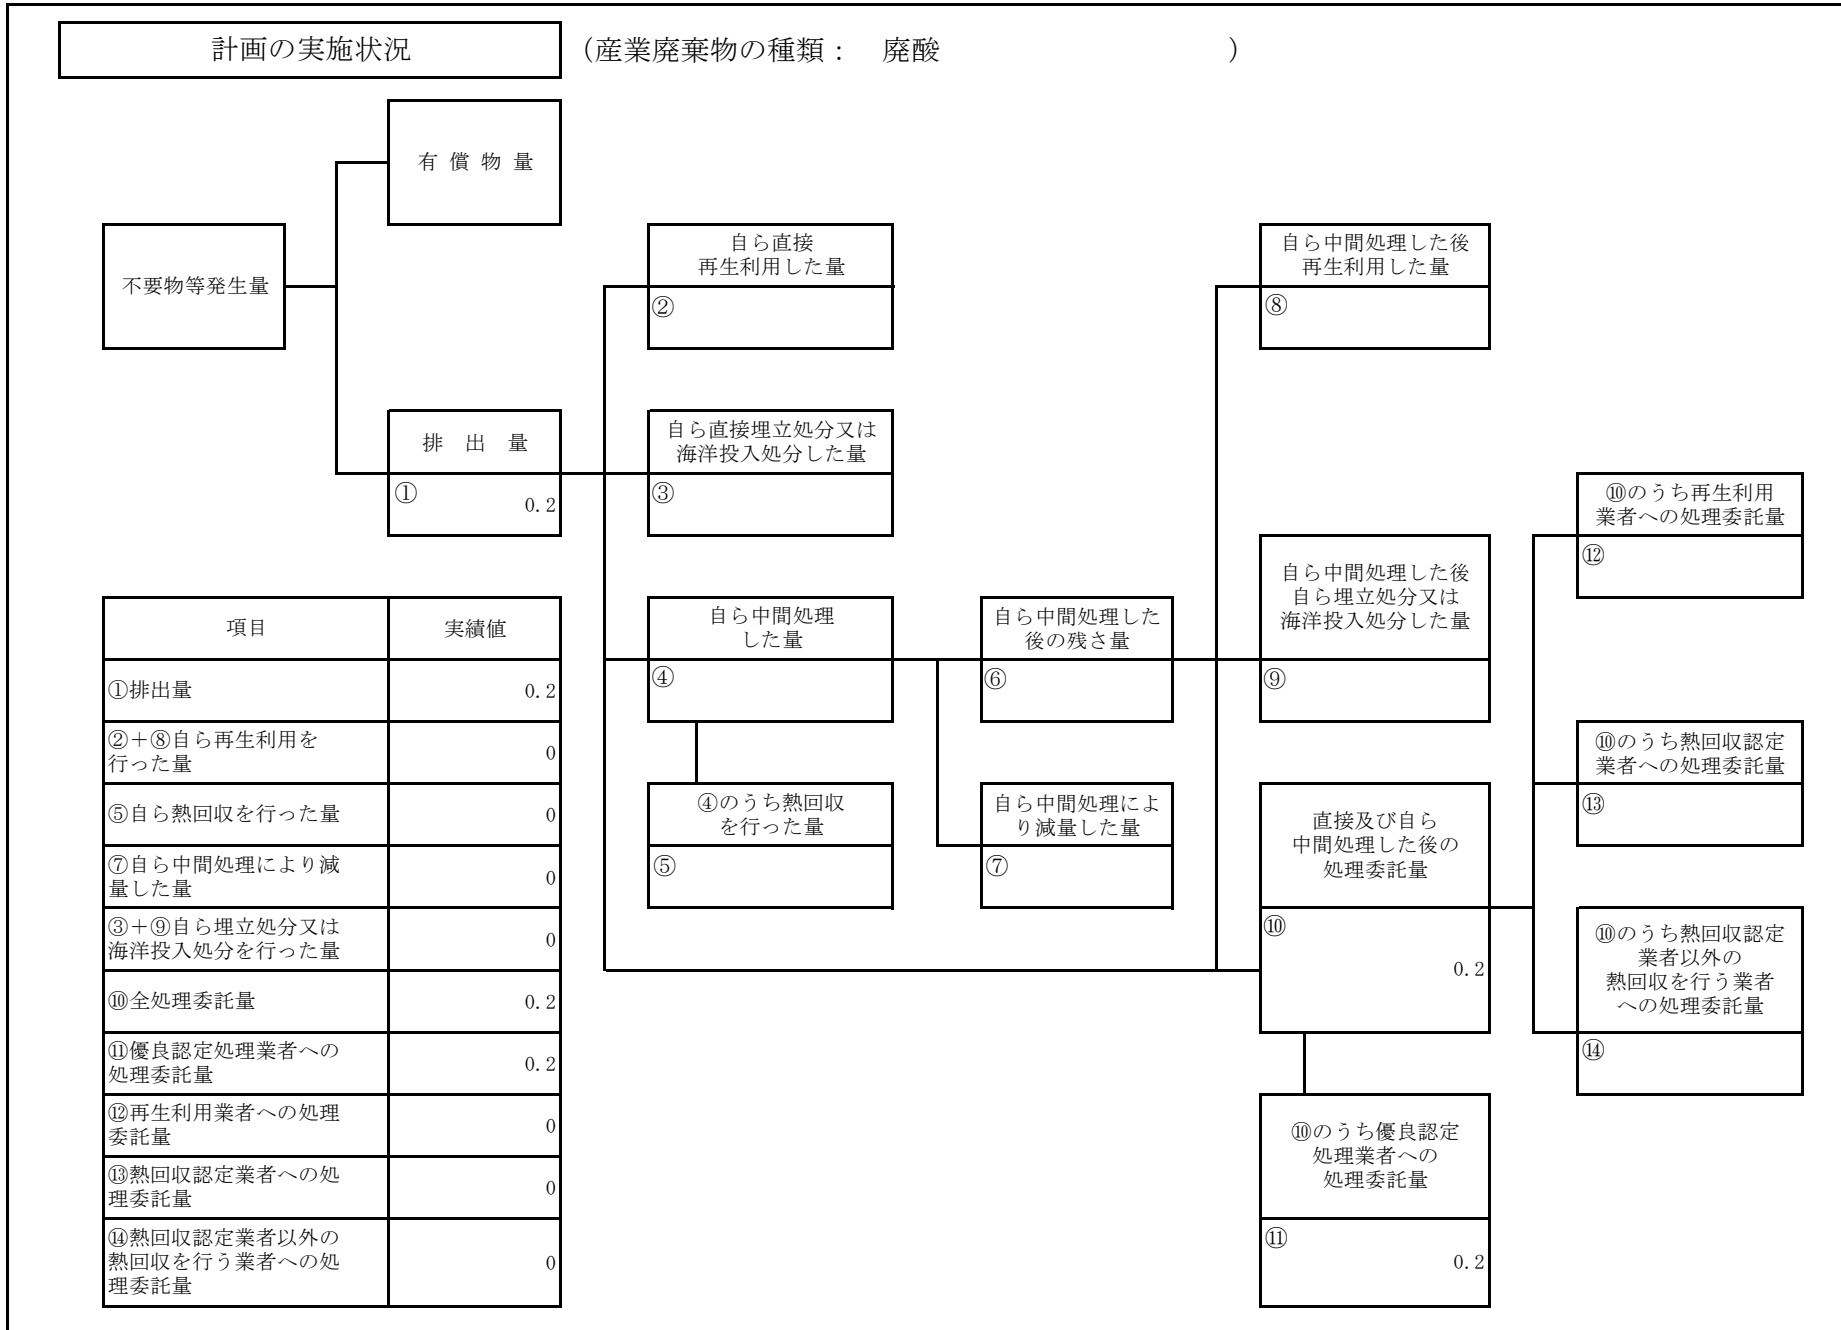 計画の実施状況
（産業廃棄物の種類： 廃酸 ）
有 償 物 量
不要物等発生量
自ら直接
再生利用した量
②
自ら中間処理した後
再生利用した量
⑧
排 出 量
① 0.2
自ら直接埋立処分又は
海洋投入処分した量
③
⑩のうち再生利用
業者への処理委託量
⑫
自ら中間処理
した量
④
自ら中間処理した
後の残さ量
⑥
自ら中間処理した後
自ら埋立処分又は
海洋投入処分した量
⑨
⑩のうち熱回収認定
業者への処理委託量
⑬
④のうち熱回収
を行った量
⑤
自ら中間処理によ
り減量した量
⑦
直接及び自ら
中間処理した後の
処理委託量
⑩
0.2
⑩のうち熱回収認定
業者以外の
熱回収を行う業者
への処理委託量
⑭
⑩のうち優良認定
処理業者への
処理委託量
⑪
0.2
項目 実績値
①排出量 0.2
②＋⑧自ら再生利用を
行った量 0
⑤自ら熱回収を行った量 0
⑦自ら中間処理により減
量した量 0
③＋⑨自ら埋立処分又は
海洋投入処分を行った量 0
⑩全処理委託量 0.2
⑪優良認定処理業者への
処理委託量 0.2
⑫再生利用業者への処理
委託量 0
⑬熱回収認定業者への処
理委託量 0
⑭熱回収認定業者以外の
熱回収を行う業者への処
理委託量 0